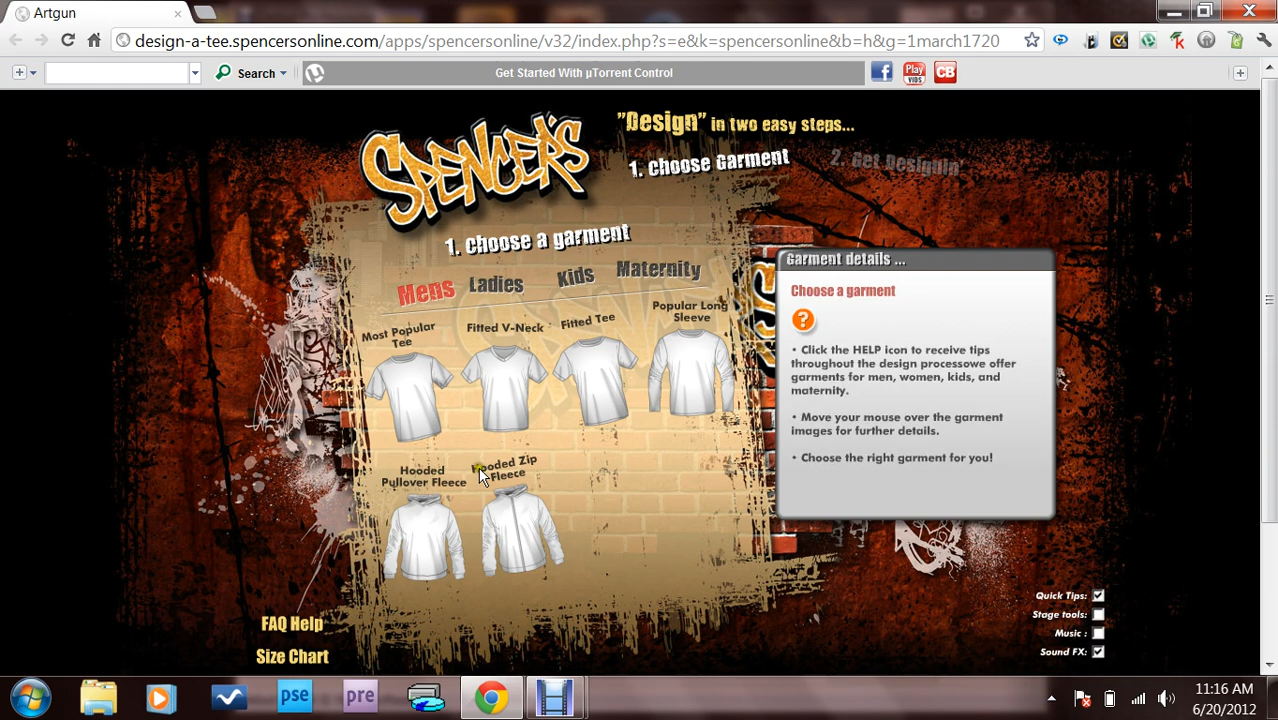 Artgun
design-a-tee.spencersonline.com/apps/spencersonline/v32/index.php?s=e&k=spencersonline&b=h&g=1march1720
Search
Get Started With µTorrent Control
Play
VIDS
CB
SPENCER'S
"Design" in two easy steps...
1. Choose Garment
2. Get Designin'
1. choose a garment
Mens
Ladies
Kids
Maternity
Most Popular
Tee
Fitted V-Neck
Fitted Tee
Popular Long
Sleeve
Hooded
Pullover Fleece
Hooded Zip
Fleece
Garment details ...
Choose a garment
?
• Click the HELP icon to receive tips
throughout the design processowe offer
garments for men, women, kids, and
maternity.
• Move your mouse over the garment
images for further details.
• Choose the right garment for you!
Quick Tips:
Stage tools:
Music :
Sound FX:
FAQ Help
Size Chart
pse
pre
11:16 AM
6/20/2012